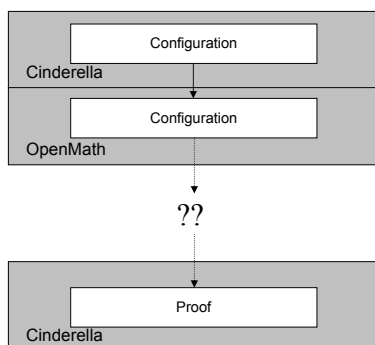 Configuration
Cinderella
Configuration
OpenMath
??
Proof
Cinderella